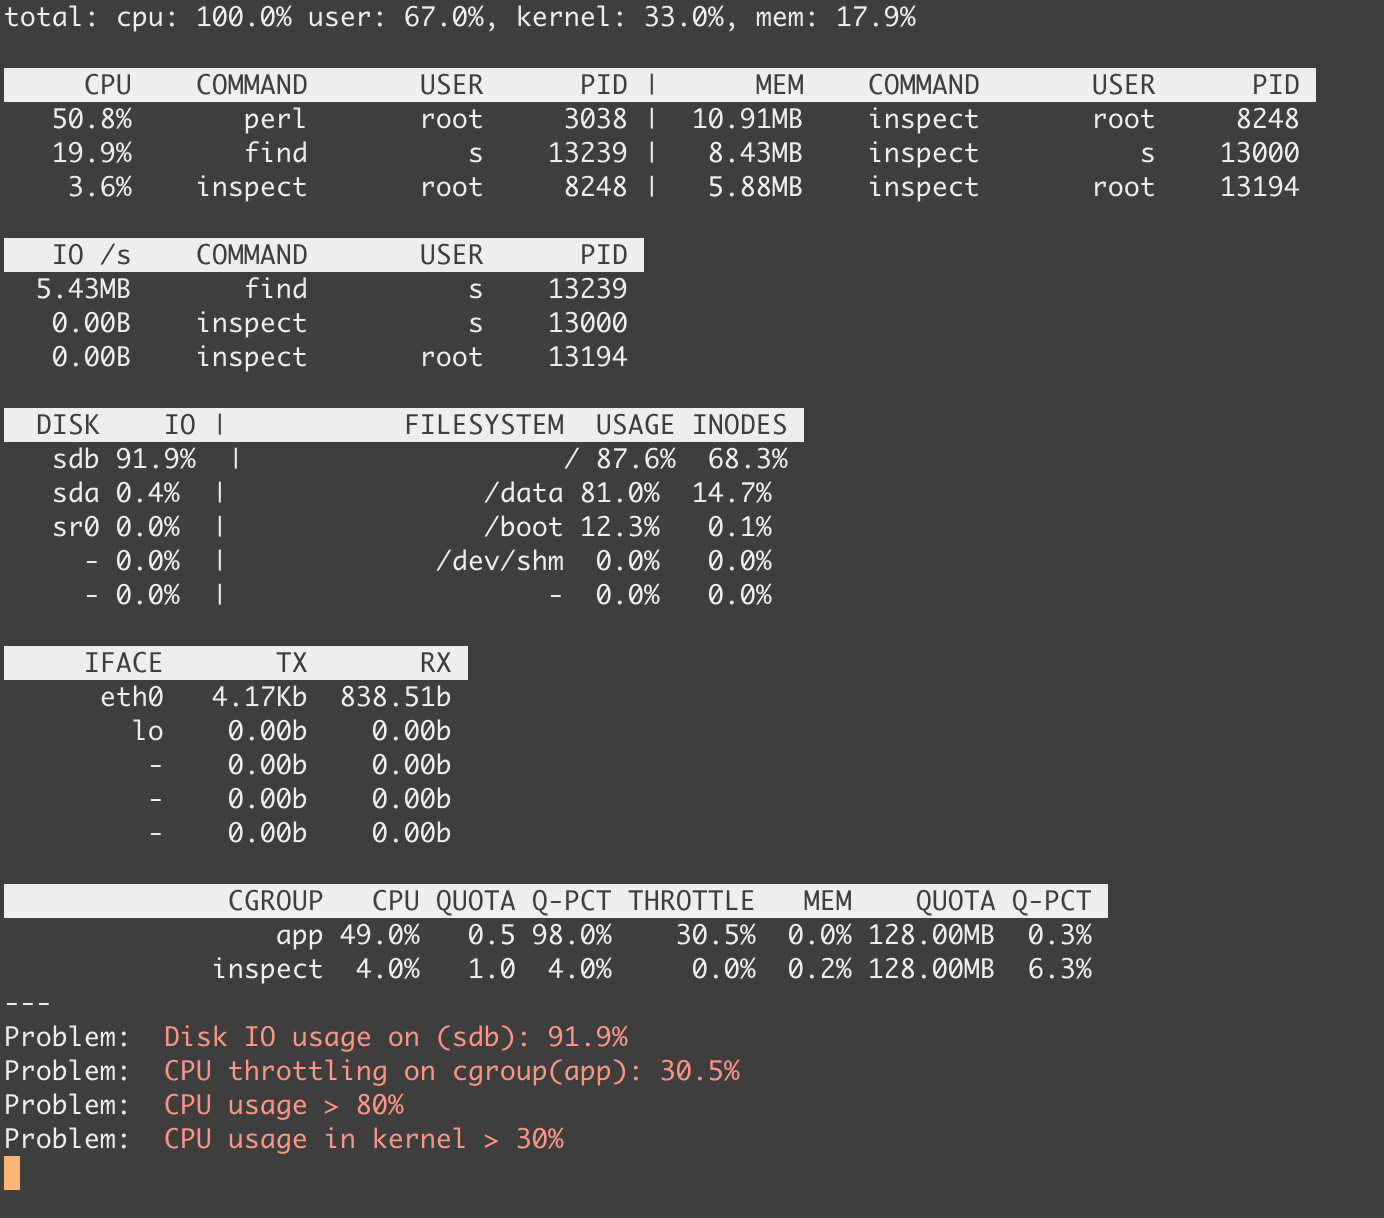 total: cpu: 100.0% user: 67.0%, kernel: 33.0%, mem: 17.9%
CPU COMMAND USER PID | MEM COMMAND USER PID
50.8% perl root 3038 | 10.91MB inspect root 8248
19.9% find s 13239 | 8.43MB inspect s 13000
3.6% inspect root 8248 | 5.88MB inspect root 13194
IO /s COMMAND USER PID
5.43MB find s 13239
0.00B inspect s 13000
0.00B inspect root 13194
DISK IO | FILESYSTEM USAGE INODES
sdb 91.9% | / 87.6% 68.3%
sda 0.4% | /data 81.0% 14.7%
sr0 0.0% | /boot 12.3% 0.1%
- 0.0% | /dev/shm 0.0% 0.0%
- 0.0% | - 0.0% 0.0%
IFACE TX RX
eth0 4.17Kb 838.51b
lo 0.00b 0.00b
- 0.00b 0.00b
- 0.00b 0.00b
- 0.00b 0.00b
CGROUP CPU QUOTA Q-PCT THROTTLE MEM QUOTA Q-PCT
app 49.0% 0.5 98.0% 30.5% 0.0% 128.00MB 0.3%
inspect 4.0% 1.0 4.0% 0.0% 0.2% 128.00MB 6.3%
---
Problem: Disk IO usage on (sdb): 91.9%
Problem: CPU throttling on cgroup(app): 30.5%
Problem: CPU usage > 80%
Problem: CPU usage in kernel > 30%